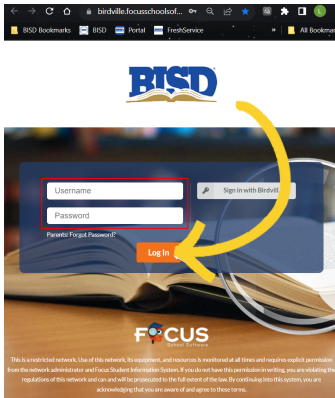 birdville.focusschoolsof...
BISD Bookmarks BISD Portal FreshService » All Bookmar
BISD
Username
Sign in with Birdvill
Password
Parents: Forgot Password?
Log In
FOCUS
School Software
This is a restricted network. Use of this network, its equipment, and resources is monitored at all times and requires explicit permission
from the network administrator and Focus Student Information System. If you do not have this permission in writing, you are violating the
regulations of this network and can and will be prosecuted to the full extent of the law. By continuing into this system, you are
acknowledging that you are aware of and agree to these terms.